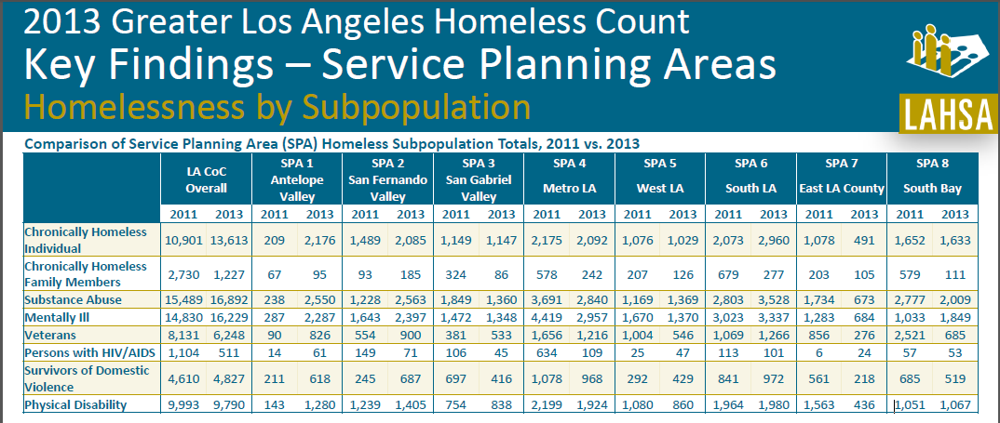 2013 Greater Los Angeles Homeless Count
Key Findings – Service Planning Areas
Homelessness by Subpopulation
LAHSA
Comparison of Service Planning Area (SPA) Homeless Subpopulation Totals, 2011 vs. 2013
LA CoC Overall SPA 1 Antelope Valley SPA 2 San Fernando Valley SPA 3 San Gabriel Valley SPA 4 Metro LA SPA 5 West LA SPA 6 South LA SPA 7 East LA County SPA 8 South Bay
2011 2013 2011 2013 2011 2013 2011 2013 2011 2013 2011 2013 2011 2013 2011 2013 2011 2013
Chronically Homeless Individual 10,901 13,613 209 2,176 1,489 2,085 1,149 1,147 2,175 2,092 1,076 1,029 2,073 2,960 1,078 491 1,652 1,633
Chronically Homeless Family Members 2,730 1,227 67 95 93 185 324 86 578 242 207 126 679 277 203 105 579 111
Substance Abuse 15,489 16,892 238 2,550 1,228 2,563 1,849 1,360 3,691 2,840 1,169 1,369 2,803 3,528 1,734 673 2,777 2,009
Mentally Ill 14,830 16,229 287 2,287 1,643 2,397 1,472 1,348 4,419 2,957 1,670 1,370 3,023 3,337 1,283 684 1,033 1,849
Veterans 8,131 6,248 90 826 554 900 381 533 1,656 1,216 1,004 546 1,069 1,266 856 276 2,521 685
Persons with HIV/AIDS 1,104 511 14 61 149 71 106 45 634 109 25 47 113 101 6 24 57 53
Survivors of Domestic Violence 4,610 4,827 211 618 245 687 697 416 1,078 968 292 429 841 972 561 218 685 519
Physical Disability 9,993 9,790 143 1,280 1,239 1,405 754 838 2,199 1,924 1,080 860 1,964 1,980 1,563 436 1,051 1,067